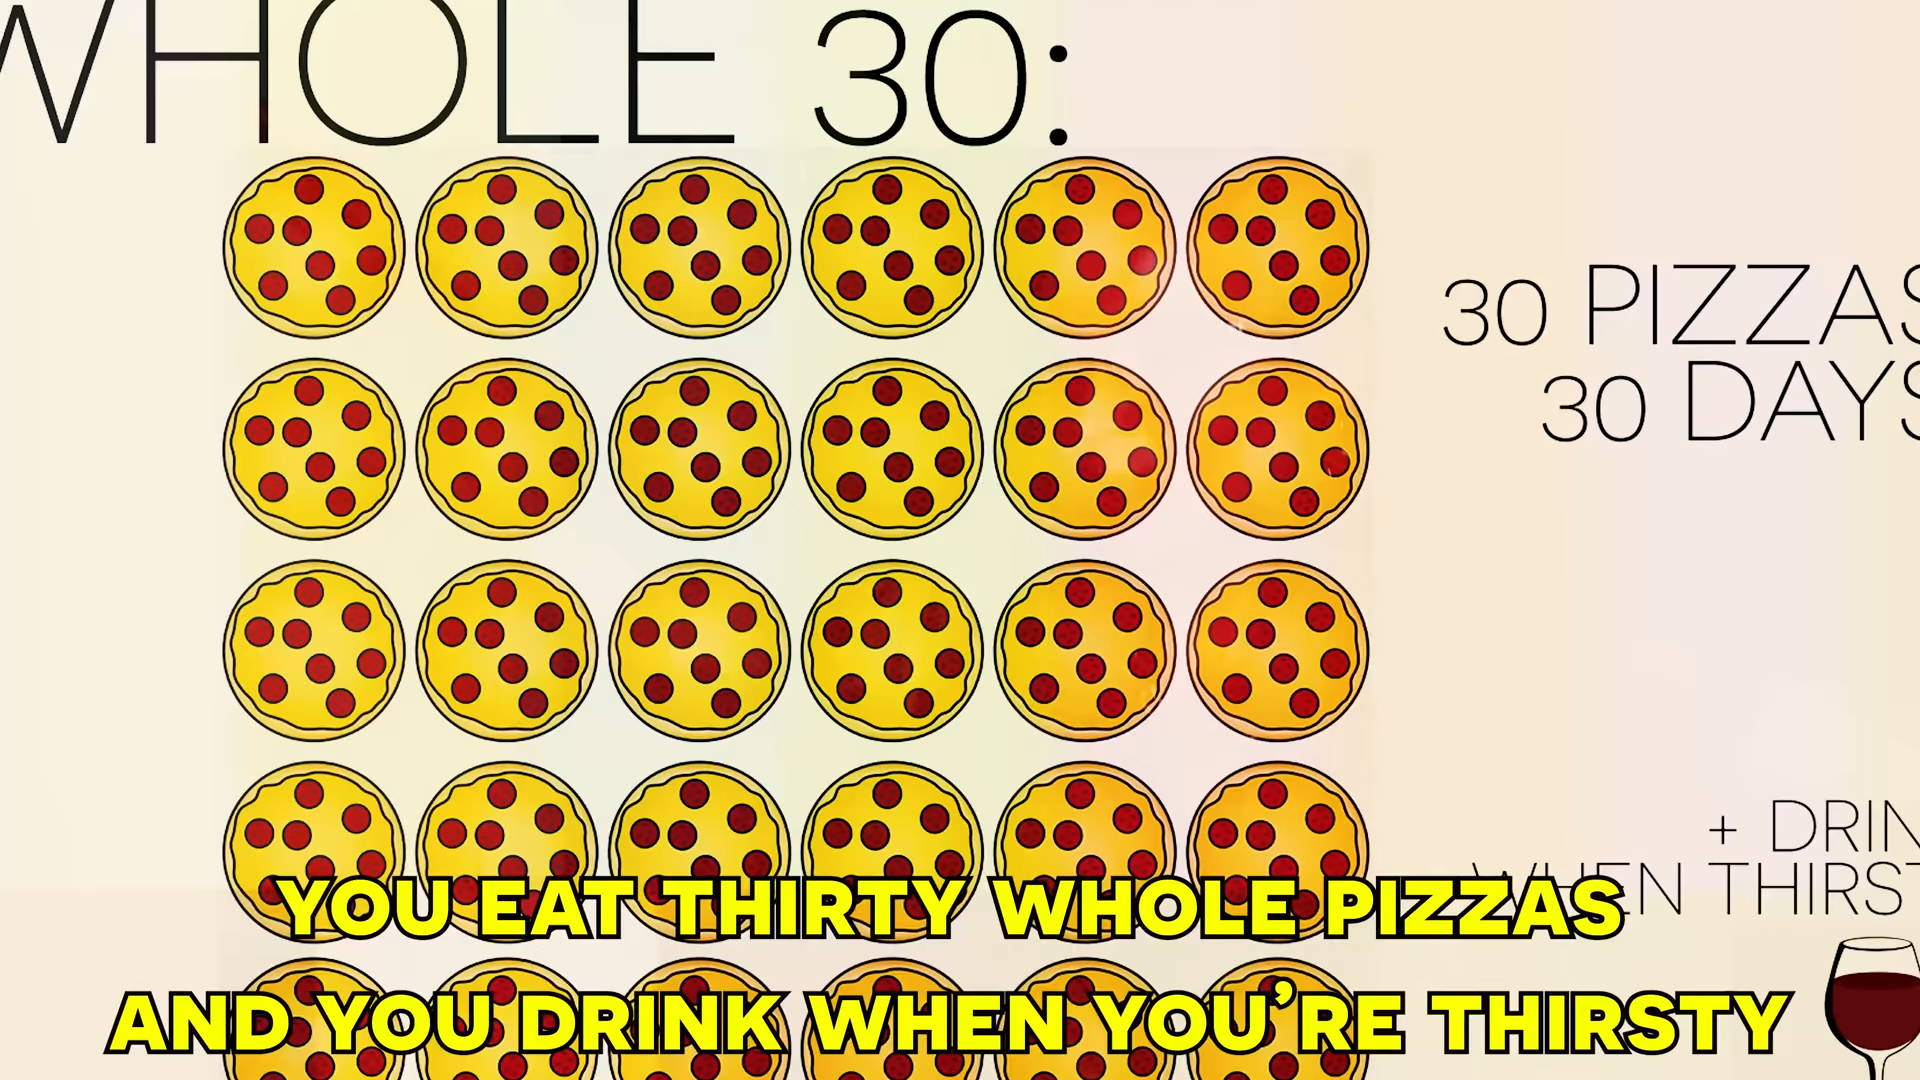 WHOLE 30:
30 PIZZAS
30 DAYS
+ DRIN
WHEN THIRST
YOU EAT THIRTY WHOLE PIZZAS
AND YOU DRINK WHEN YOU’RE THIRSTY